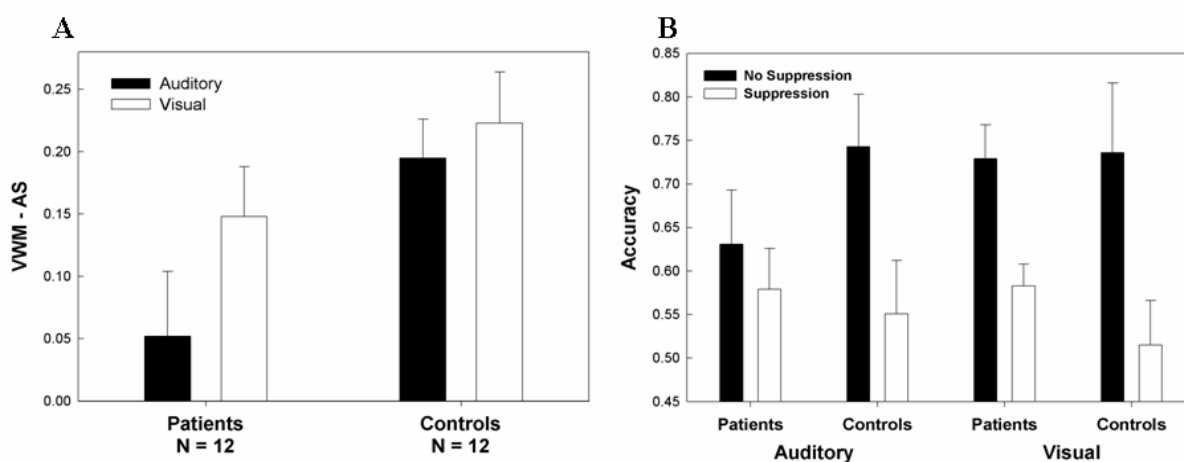 A
VWM - AS
0.25
0.20
0.15
0.10
0.05
0.00
Auditory
Visual
Patients
N = 12
Controls
N = 12
B
Accuracy
0.85
0.80
0.75
0.70
0.65
0.60
0.55
0.50
0.45
No Suppression
Suppression
Patients Controls Patients Controls
Auditory Visual